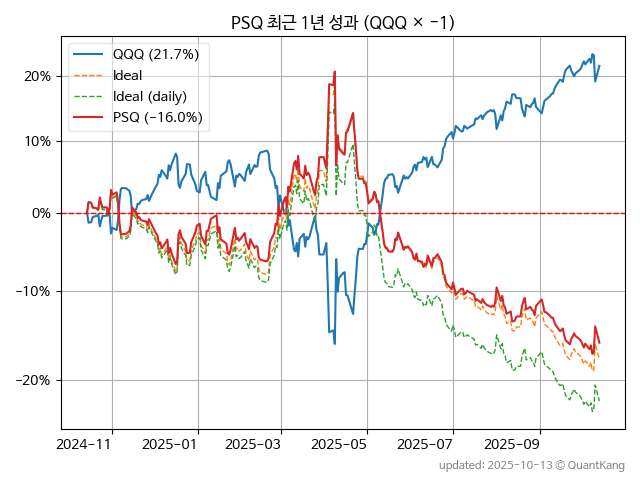 PSQ 최근 1년 성과 (QQQ × −1)
QQQ (21.7%)
Ideal
Ideal (daily)
PSQ (−16.0%)
20%
10%
0%
−10%
−20%
2024-11
2025-01
2025-03
2025-05
2025-07
2025-09
updated: 2025-10-13 © QuantKang